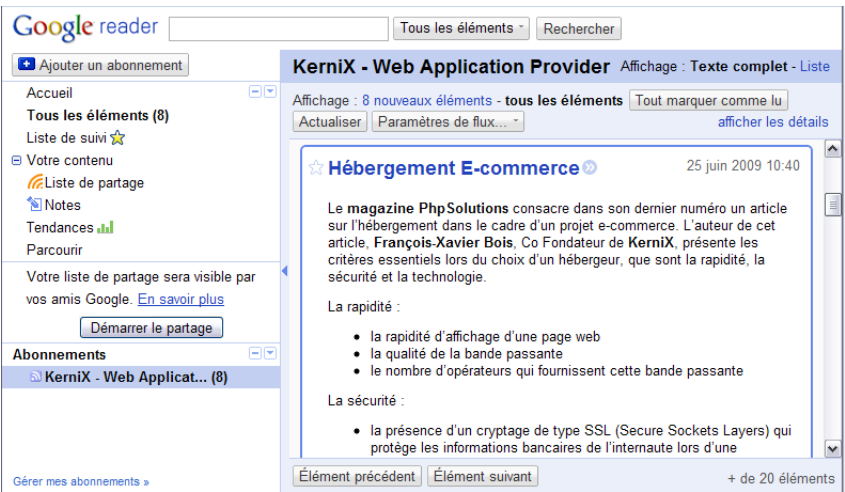 Google reader
Tous les éléments
Rechercher
Ajouter un abonnement
Accueil
Tous les éléments (8)
Liste de suivi
Votre contenu
Liste de partage
Notes
Tendances
Parcourir
Votre liste de partage sera visible par
vos amis Google. En savoir plus
Démarrer le partage
Abonnements
KerniX - Web Applicat... (8)
Gérer mes abonnements »
KerniX - Web Application Provider Affichage : Texte complet - Liste
Affichage : 8 nouveaux éléments - tous les éléments Tout marquer comme lu
Actualiser Paramètres de flux... afficher les détails
Hébergement E-commerce » 25 juin 2009 10:40
Le magazine PhpSolutions consacre dans son dernier numéro un article
sur l'hébergement dans le cadre d'un projet e-commerce. L'auteur de cet
article, François-Xavier Bois, Co Fondateur de KerniX, présente les
critères essentiels lors du choix d'un hébergeur, que sont la rapidité, la
sécurité et la technologie.
La rapidité :
• la rapidité d'affichage d'une page web
• la qualité de la bande passante
• le nombre d'opérateurs qui fournissent cette bande passante
La sécurité :
• la présence d'un cryptage de type SSL (Secure Sockets Layers) qui
protège les informations bancaires de l'internaute lors d'une
Élément précédent Élément suivant + de 20 éléments